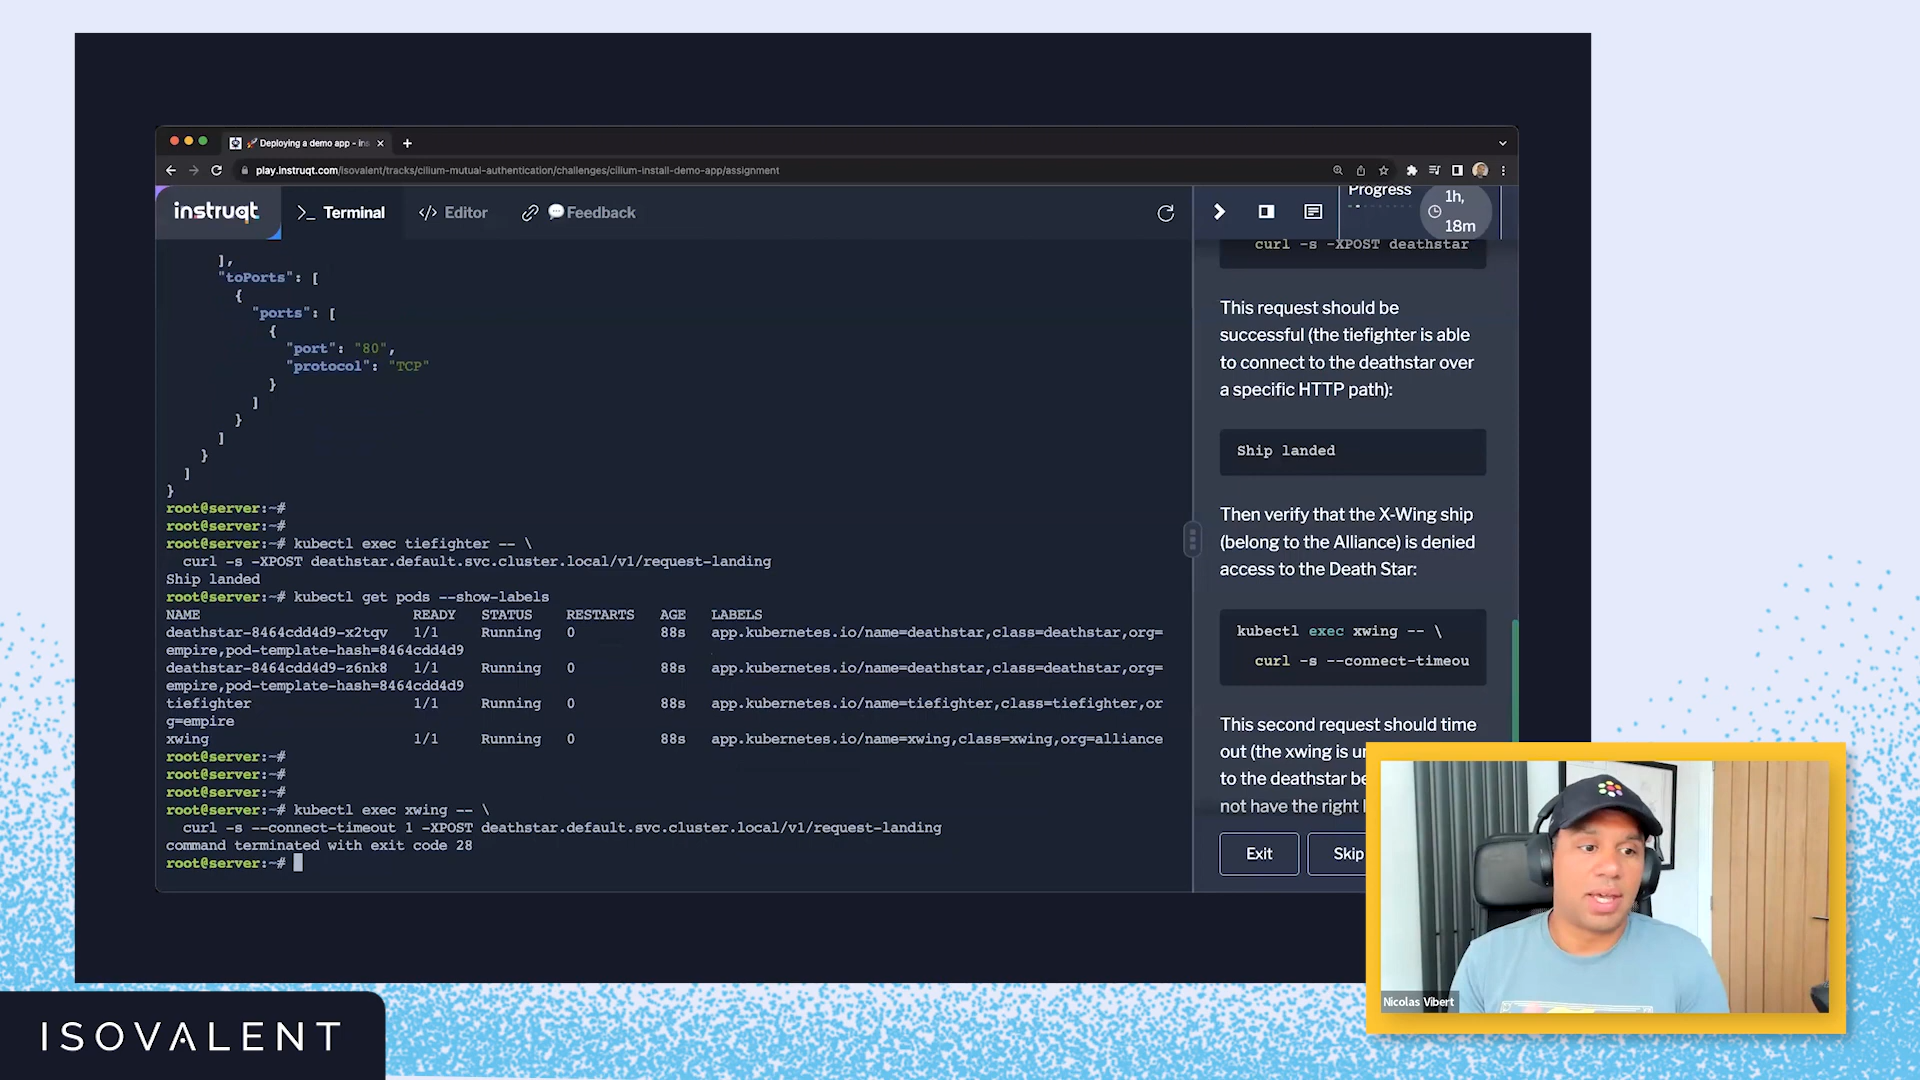 🚀 Deploying a demo app - Ins
play.instruqt.com/isovalent/tracks/cilium-mutual-authentication/challenges/cilium-install-demo-app/assignment
instruqt
>_ Terminal
</> Editor
💬 Feedback
Progress
1h,
18m
],
"toPorts": [
{
"ports": [
{
"port": "80",
"protocol": "TCP"
}
]
}
]
}
]
}
root@server:~#
root@server:~#
root@server:~# kubectl exec tiefighter -- \
curl -s -XPOST deathstar.default.svc.cluster.local/v1/request-landing
Ship landed
root@server:~# kubectl get pods --show-labels
NAME READY STATUS RESTARTS AGE LABELS
deathstar-8464cdd4d9-x2tqv 1/1 Running 0 88s app.kubernetes.io/name=deathstar,class=deathstar,org=
empire,pod-template-hash=8464cdd4d9
deathstar-8464cdd4d9-z6nk8 1/1 Running 0 88s app.kubernetes.io/name=deathstar,class=deathstar,org=
empire,pod-template-hash=8464cdd4d9
tiefighter 1/1 Running 0 88s app.kubernetes.io/name=tiefighter,class=tiefighter,or
g=empire
xwing 1/1 Running 0 88s app.kubernetes.io/name=xwing,class=xwing,org=alliance
root@server:~#
root@server:~#
root@server:~#
root@server:~# kubectl exec xwing -- \
curl -s --connect-timeout 1 -XPOST deathstar.default.svc.cluster.local/v1/request-landing
command terminated with exit code 28
root@server:~#
curl -s -XPOST deathstar
This request should be
successful (the tiefighter is able
to connect to the deathstar over
a specific HTTP path):
Ship landed
Then verify that the X-Wing ship
(belong to the Alliance) is denied
access to the Death Star:
kubectl exec xwing -- \
curl -s --connect-timeou
This second request should time
out (the xwing is u
to the deathstar be
not have the right l
Exit
Skip
Nicolas Vibert
ISOVALENT